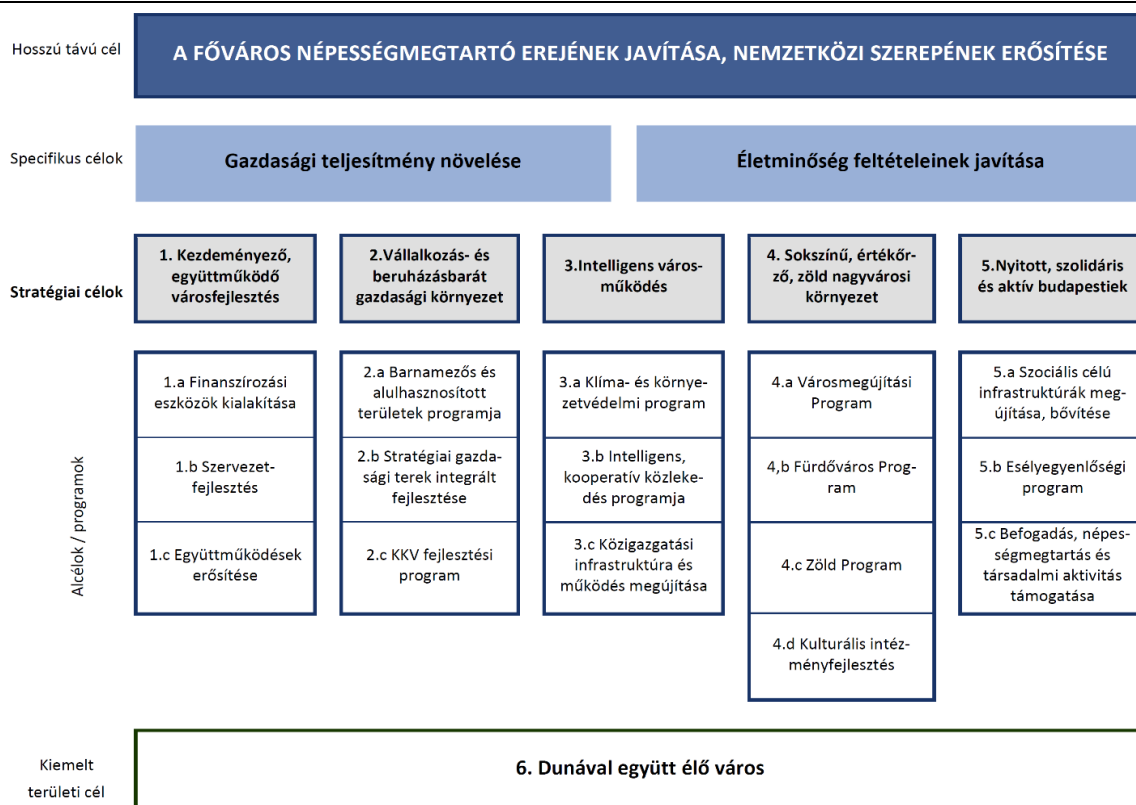 Hosszú távú cél
A FŐVÁROS NÉPESSÉGMEGTARTÓ EREJÉNEK JAVÍTÁSA, NEMZETKÖZI SZEREPÉNEK ERŐSÍTÉSE
Specifikus célok
Gazdasági teljesítmény növelése
Életminőség feltételeinek javítása
Stratégiai célok
1. Kezdeményező,
együttműködő
városfejlesztés
2.Vállalkozás- és
beruházásbarát
gazdasági környezet
3.Intelligens város-
működés
4. Sokszínű, értékőr-
ző, zöld nagyvárosi
környezet
5.Nyitott, szolidáris
és aktív budapestiek
Alcélok / programok
1.a Finanszírozási
eszközök kialakítása
1.b Szervezet-
fejlesztés
1.c Együttműködések
erősítése
2.a Barnamezős és
alulhasznosított
területek programja
2.b Stratégiai gazda-
sági terek integrált
fejlesztése
2.c KKV fejlesztési
program
3.a Klíma- és környe-
zetvédelmi program
3.b Intelligens,
kooperatív közleke-
dés programja
3.c Közigazgatási
infrastruktúra és
működés megújítása
4.a Városmegújítási
Program
4,b Fürdőváros Prog-
ram
4.c Zöld Program
4.d Kulturális intéz-
ményfejlesztés
5.a Szociális célú
infrastruktúrák meg-
újítása, bővítése
5.b Esélyegyenlőségi
program
5.c Befogadás, népes-
ségmegtartás és
társadalmi aktivitás
támogatása
Kiemelt
területi cél
6. Dunával együtt élő város